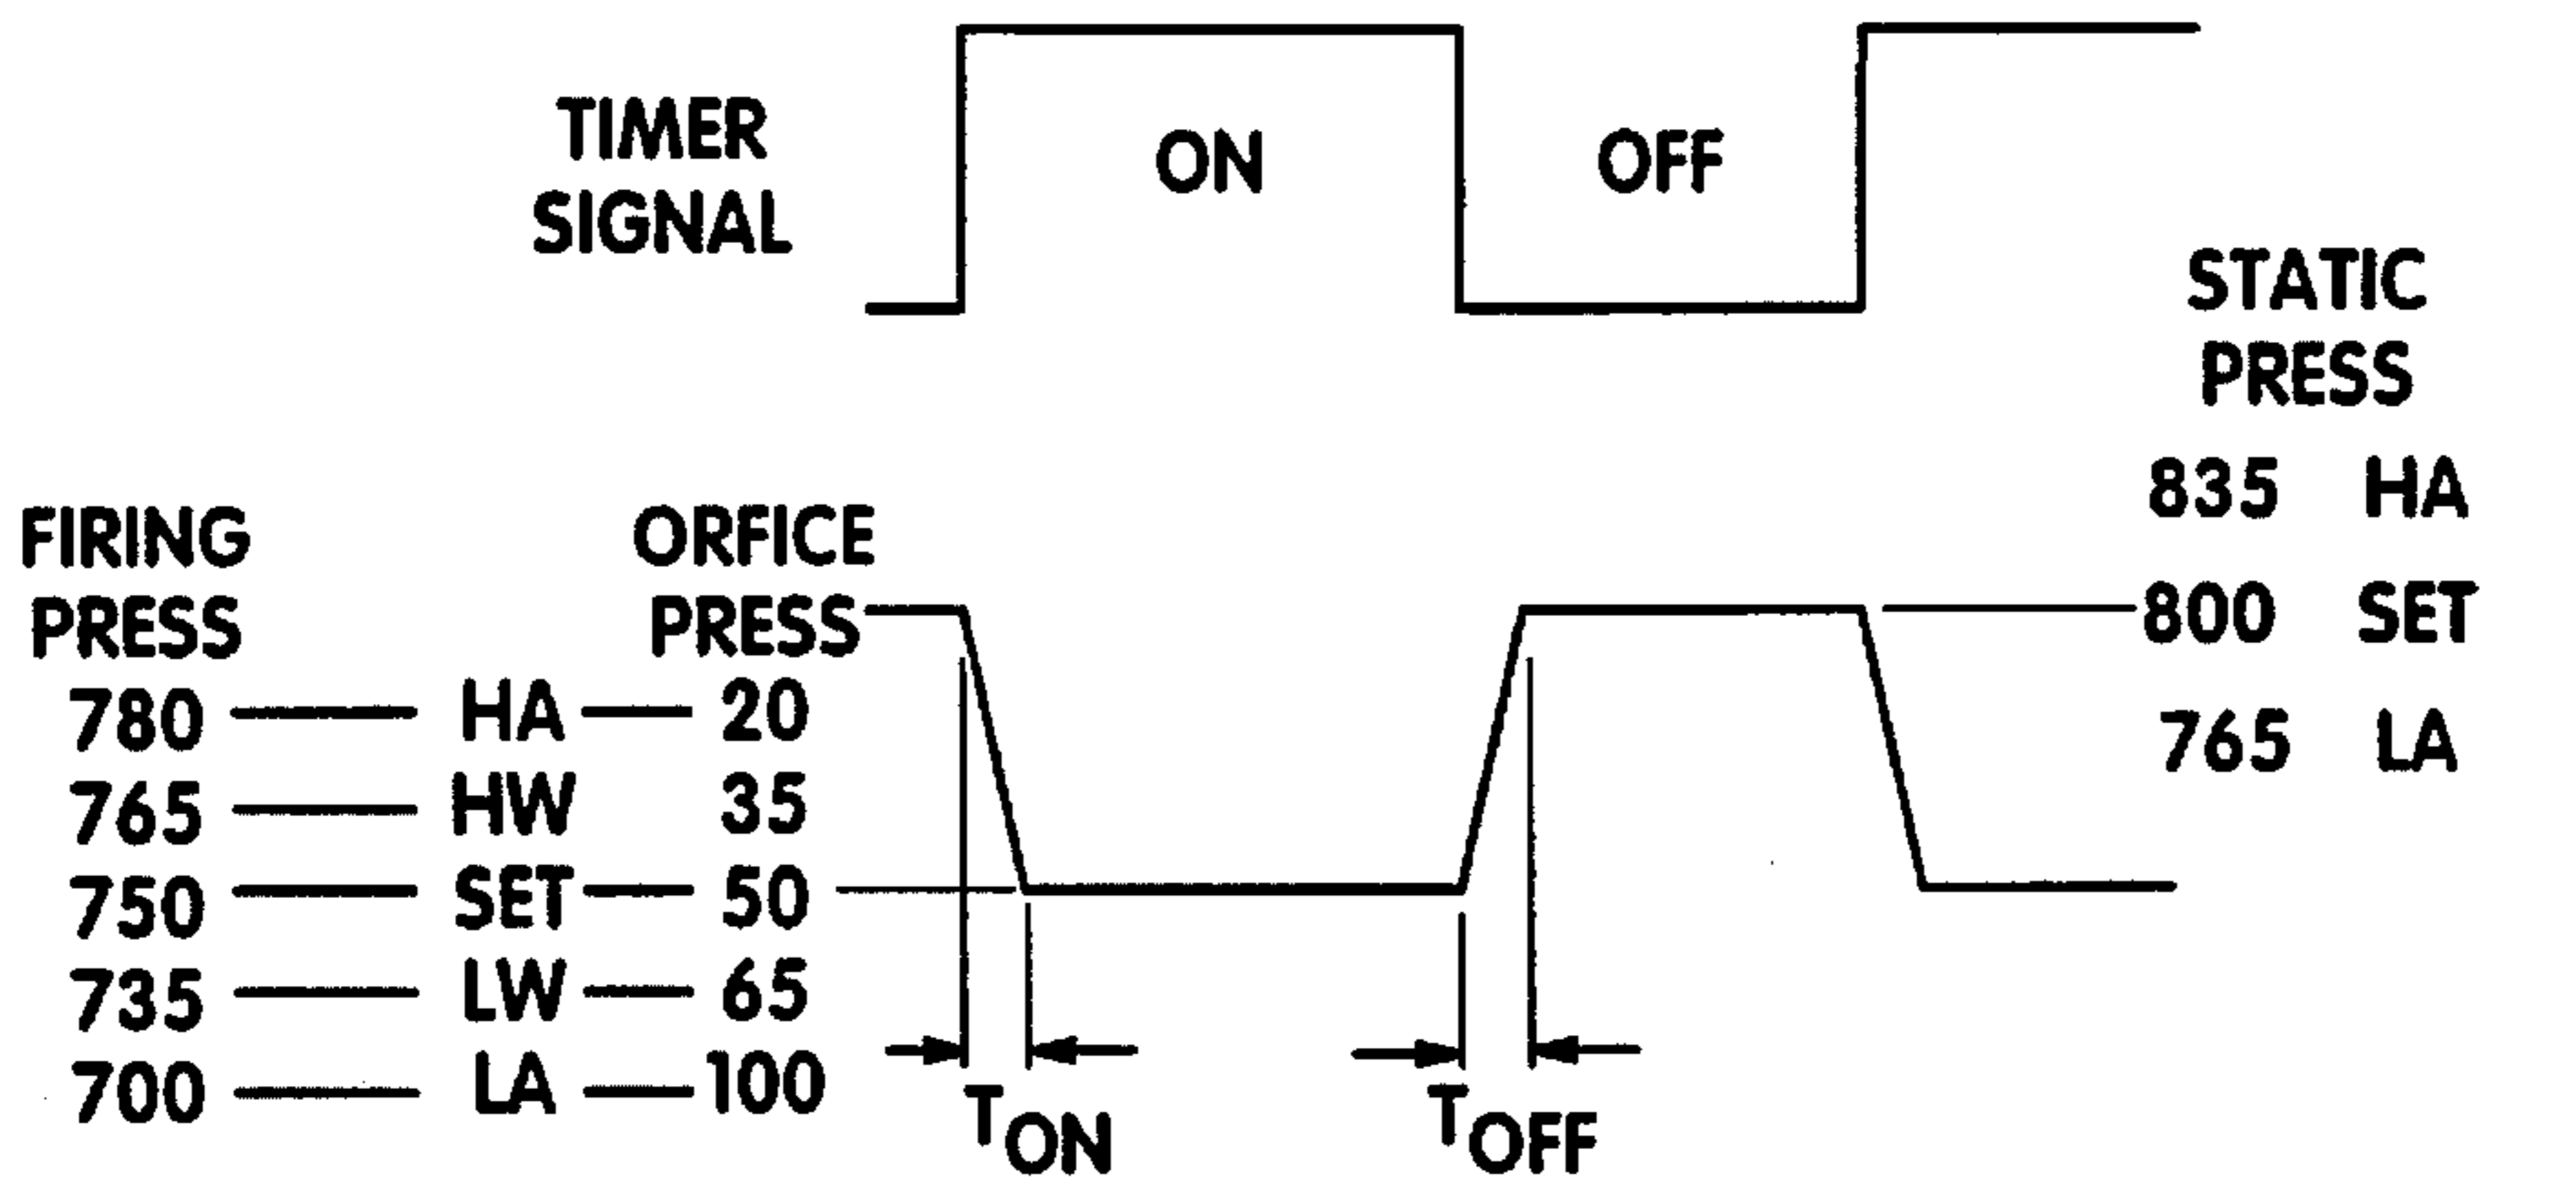 TIMER
SIGNAL
ON
OFF
STATIC
PRESS
835 HA
800 SET
765 LA
FIRING
PRESS
ORFICE
PRESS
780 HA 20
765 HW 35
750 SET 50
735 LW 65
700 LA 100
TON
TOFF